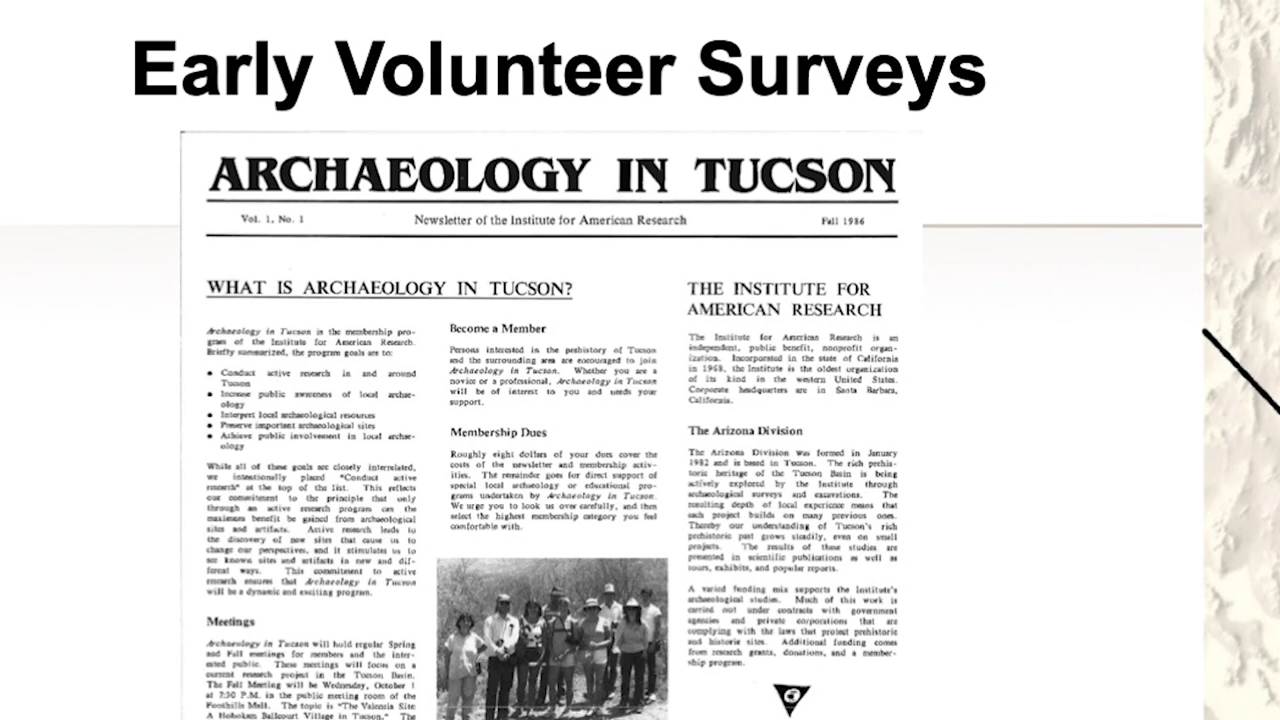 Early Volunteer Surveys
ARCHAEOLOGY IN TUCSON
Vol. 1, No. 1
Newsletter of the Institute for American Research
Fall 1986
WHAT IS ARCHAEOLOGY IN TUCSON?
Archaeology in Tucson is the membership pro-
gram of the Institute for American Research.
Briefly summarized, the program goals are to:
• Conduct active research in and around
Tucson
• Increase public awareness of local archae-
ology
• Interpret local archaeological resources
• Preserve important archaeological sites
• Achieve public involvement in local archae-
ology
While all of these goals are closely interrelated,
we intentionally placed "Conduct active
research" at the top of the list. This reflects
our commitment to the principle that only
through an active research program can the
maximum benefit be gained from archaeological
sites and artifacts. Active research leads to
the discovery of new sites that cause us to
change our perspectives, and it stimulates us to
see known sites and artifacts in new and dif-
ferent ways. This commitment to active
research ensures that Archaeology in Tucson
will be a dynamic and exciting program.
Meetings
Archaeology in Tucson will hold regular Spring
and Fall meetings for members and the inter-
ested public. These meetings will focus on a
current research project in the Tucson Basin.
The Fall Meeting will be Wednesday, October 1
at 7:30 P.M. in the public meeting room of the
Foothills Mall. The topic is "The Valencia Site
A Hohokam Ballcourt Village in Tucson." The
Become a Member
Persons interested in the prehistory of Tucson
and the surrounding area are encouraged to join
Archaeology in Tucson. Whether you are a
novice or a professional, Archaeology in Tucson
will be of interest to you and needs your
support.
Membership Dues
Roughly eight dollars of your dues cover the
costs of the newsletter and membership activ-
ities. The remainder goes for direct support of
special local archaeology or educational pro-
grams undertaken by Archaeology in Tucson.
We urge you to look us over carefully, and then
select the highest membership category you feel
comfortable with.
THE INSTITUTE FOR
AMERICAN RESEARCH
The Institute for American Research is an
independent, public benefit, nonprofit organ-
ization. Incorporated in the state of California
in 1968, the Institute is the oldest organization
of its kind in the western United States.
Corporate headquarters are in Santa Barbara,
California.
The Arizona Division
The Arizona Division was formed in January
1982 and is based in Tucson. The rich prehis-
toric heritage of the Tucson Basin is being
actively explored by the Institute through
archaeological surveys and excavations. The
resulting depth of local experience means that
each project builds on many previous ones.
Thereby our understanding of Tucson's rich
prehistoric past grows steadily, even on small
projects. The results of these studies are
presented in scientific publications as well as
tours, exhibits, and popular reports.
A varied funding mix supports the Institute's
archaeological studies. Much of this work is
carried out under contracts with government
agencies and private corporations that are
complying with the laws that protect prehistoric
and historic sites. Additional funding comes
from research grants, donations, and a member-
ship program.